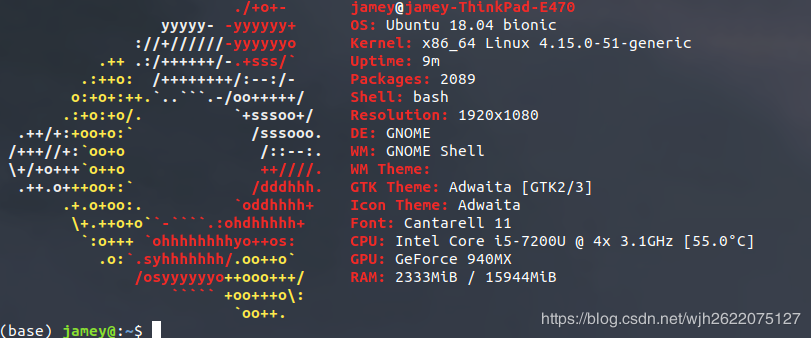 ./+o+-       jamey@jamey-ThinkPad-E470
yyyyy- -yyyyyy+     OS: Ubuntu 18.04 bionic
://+//////-yyyyyyo     Kernel: x86_64 Linux 4.15.0-51-generic
.++ .:/++++++/-.+sss/`     Uptime: 9m
.:++o:  /++++++++/:--:/-     Packages: 2089
o:+o+:++.`..```.-/oo+++++/    Shell: bash
.:+o:+o/.          `+sssoo+/   Resolution: 1920x1080
.++/+:+oo+o:`             /sssooo.  DE: GNOME
/+++//+:`oo+o               /::--:.  WM: GNOME Shell
\+/+o+++`o++o               ++////.  WM Theme:
.++.o+++oo+:`             /dddhhh.  GTK Theme: Adwaita [GTK2/3]
.+.o+oo:.          `oddhhhh+   Icon Theme: Adwaita
\+.++o+o``-````.:ohdhhhhh+    Font: Cantarell 11
`:o+++ `ohhhhhhhhyo++os:     CPU: Intel Core i5-7200U @ 4x 3.1GHz [55.0°C]
.o:`.syhhhhhhh/.oo++o`     GPU: GeForce 940MX
/osyyyyyyo++ooo+++/    RAM: 2333MiB / 15944MiB
````` +oo+++o\:
`oo++.
(base) jamey@:~$
https://blog.csdn.net/wjh2622075127